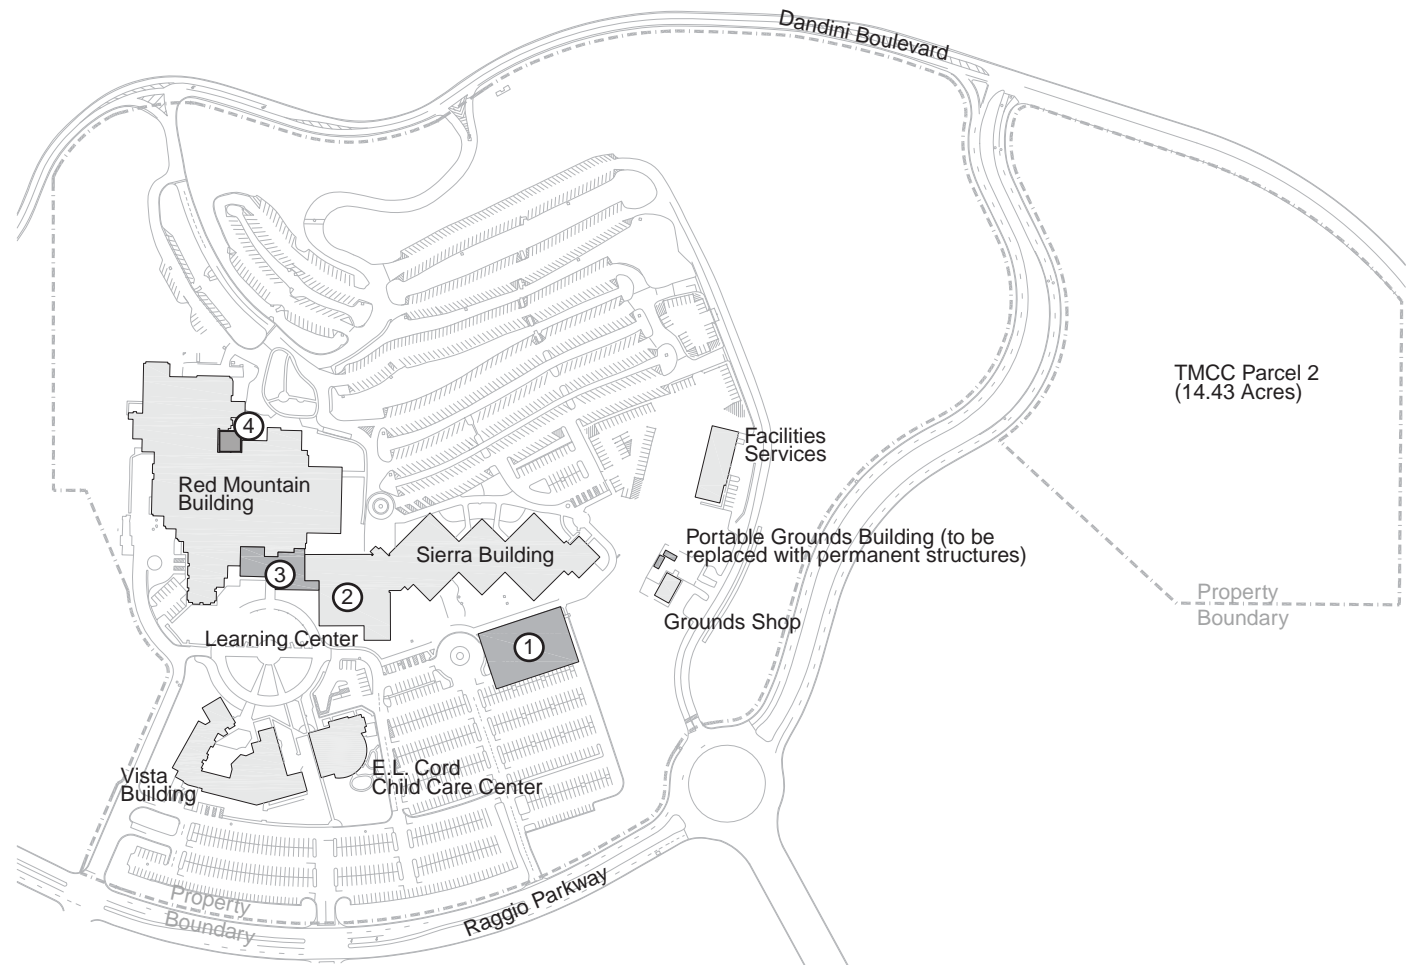 Dandini Boulevard
TMCC Parcel 2
(14.43 Acres)
4
Facilities
Services
Red Mountain
Building
Portable Grounds Building (to be
replaced with permanent structures)
Sierra Building
3
2
Property
Boundary
Grounds Shop
Learning Center
1
E.L. Cord
Child Care Center
Vista
Building
Property
Boundary
Raggio Parkway